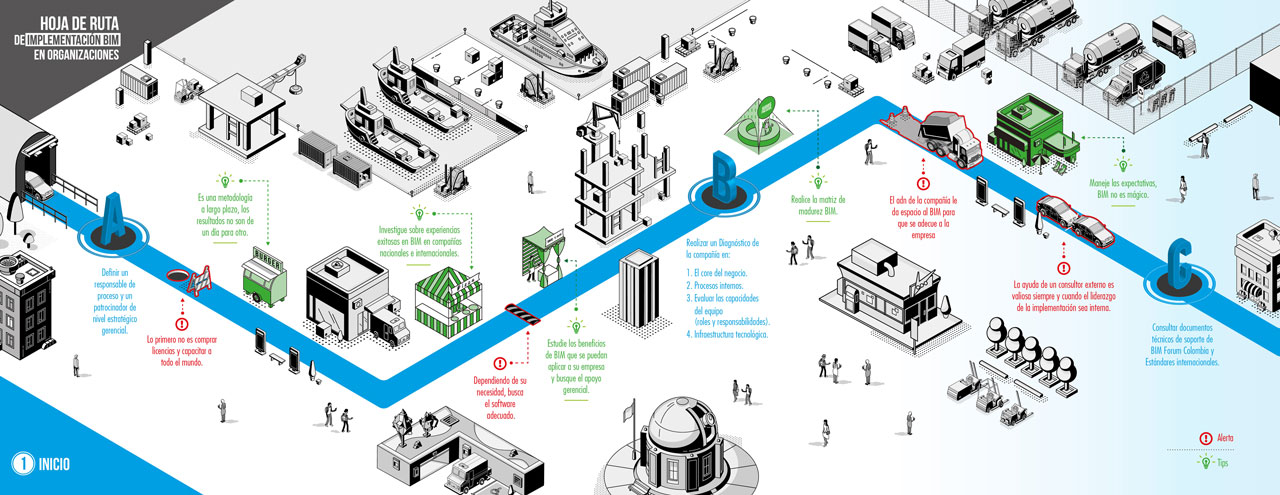 HOJA DE RUTA
DE IMPLEMENTACIÓN BIM
EN ORGANIZACIONES
A
Definir un
responsable de
proceso y un
patrocinador de
nivel estratégico
gerencial.
Lo primero no es comprar
licencias y capacitar a
todo el mundo.
Es una metodología
a largo plazo, los
resultados no son de
un día para otro.
BURGER
Investigue sobre experiencias
exitosas en BIM en compañías
nacionales e internacionales.
Dependiendo de su
necesidad, busca
el software
adecuado.
Estudie los beneficios
de BIM que se puedan
aplicar a su empresa
y busque el apoyo
gerencial.
B
Realizar un Diagnóstico de
la compañía en:
1. El core del negocio.
2. Procesos internos.
3. Evaluar las capacidades
del equipo
(roles y responsabilidades).
4. Infraestructura tecnológica.
Realice la matriz de
madurez BIM.
El adn de la compañía le
da espacio al BIM para
que se adecue a la
empresa
Maneje las expectativas,
BIM no es mágico.
La ayuda de un consultor externo es
valiosa siempre y cuando el liderazgo
de la implementación sea interna.
C
Consultar documentos
técnicos de soporte de
BIM Forum Colombia y
Estándares internacionales.
Alerta
Tips
1 INICIO